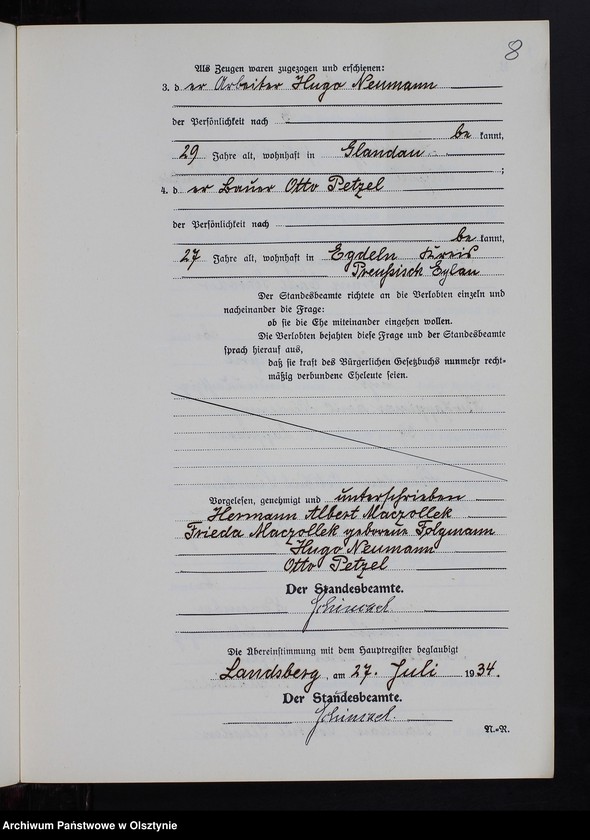 8
Als Zeugen waren zugezogen und erschienen:
3. d er Arbeiter Hugo Neumann
der Persönlichkeit nach
be kannt,
29 Jahre alt, wohnhaft in Glandau
;
4. d er Bauer Otto Petzel
der Persönlichkeit nach
be kannt,
27 Jahre alt, wohnhaft in Egdeln Kreis
Preußisch Eylau
Der Standesbeamte richtete an die Verlobten einzeln und
nacheinander die Frage:
ob sie die Ehe miteinander eingehen wollen.
Die Verlobten bejahten diese Frage und der Standesbeamte
sprach hierauf aus,
daß sie kraft des Bürgerlichen Gesetzbuchs nunmehr recht-
mäßig verbundene Eheleute seien.
Vorgelesen, genehmigt und unterschrieben
Hermann Albert Maczollek
Frieda Maczollek geborene Folgmann
Hugo Neumann
Otto Petzel
Der Standesbeamte.
Die Übereinstimmung mit dem Hauptregister beglaubigt
Landsberg, am 27. Juli 1934.
Der Standesbeamte.
N.-R.
Archiwum Państwowe w Olsztynie